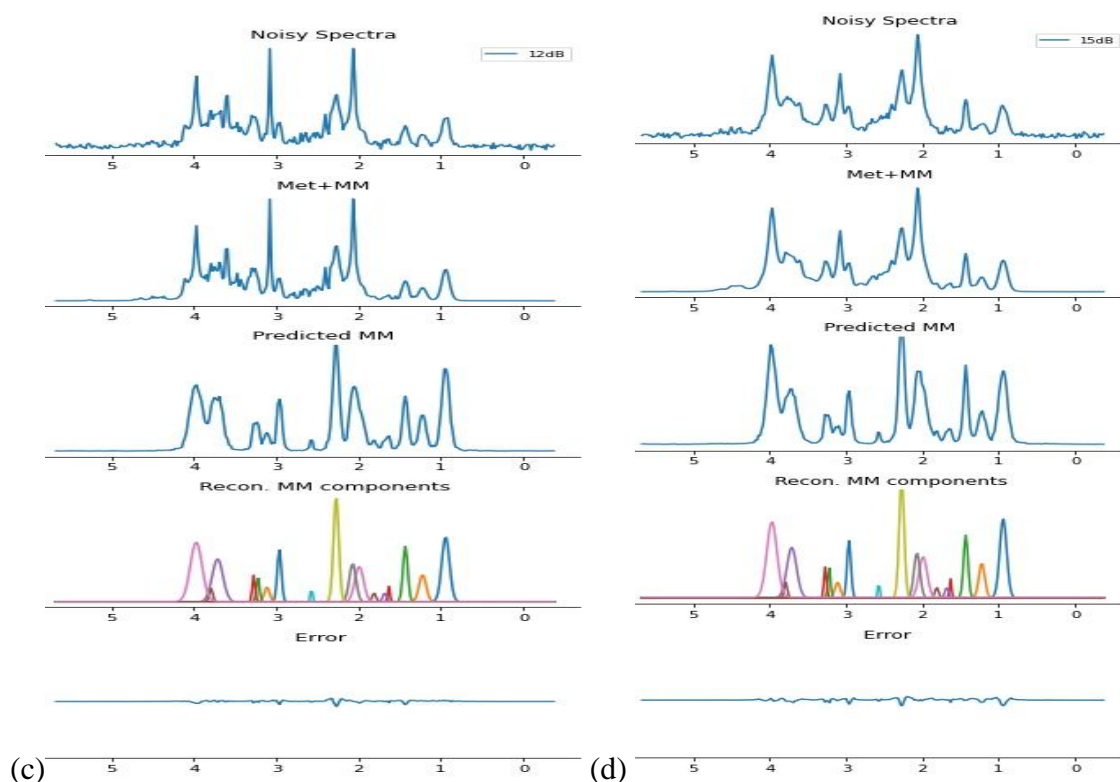 Noisy Spectra
12dB
5 4 3 2 1 0
Met+MM
5 4 3 2 1 0
Predicted MM
5 4 3 2 1 0
Recon. MM components
5 4 3 2 1 0
Error
5 4 3 2 1 0
(c)
Noisy Spectra
15dB
5 4 3 2 1 0
Met+MM
5 4 3 2 1 0
Predicted MM
5 4 3 2 1 0
Recon. MM components
5 4 3 2 1 0
Error
5 4 3 2 1 0
(d)